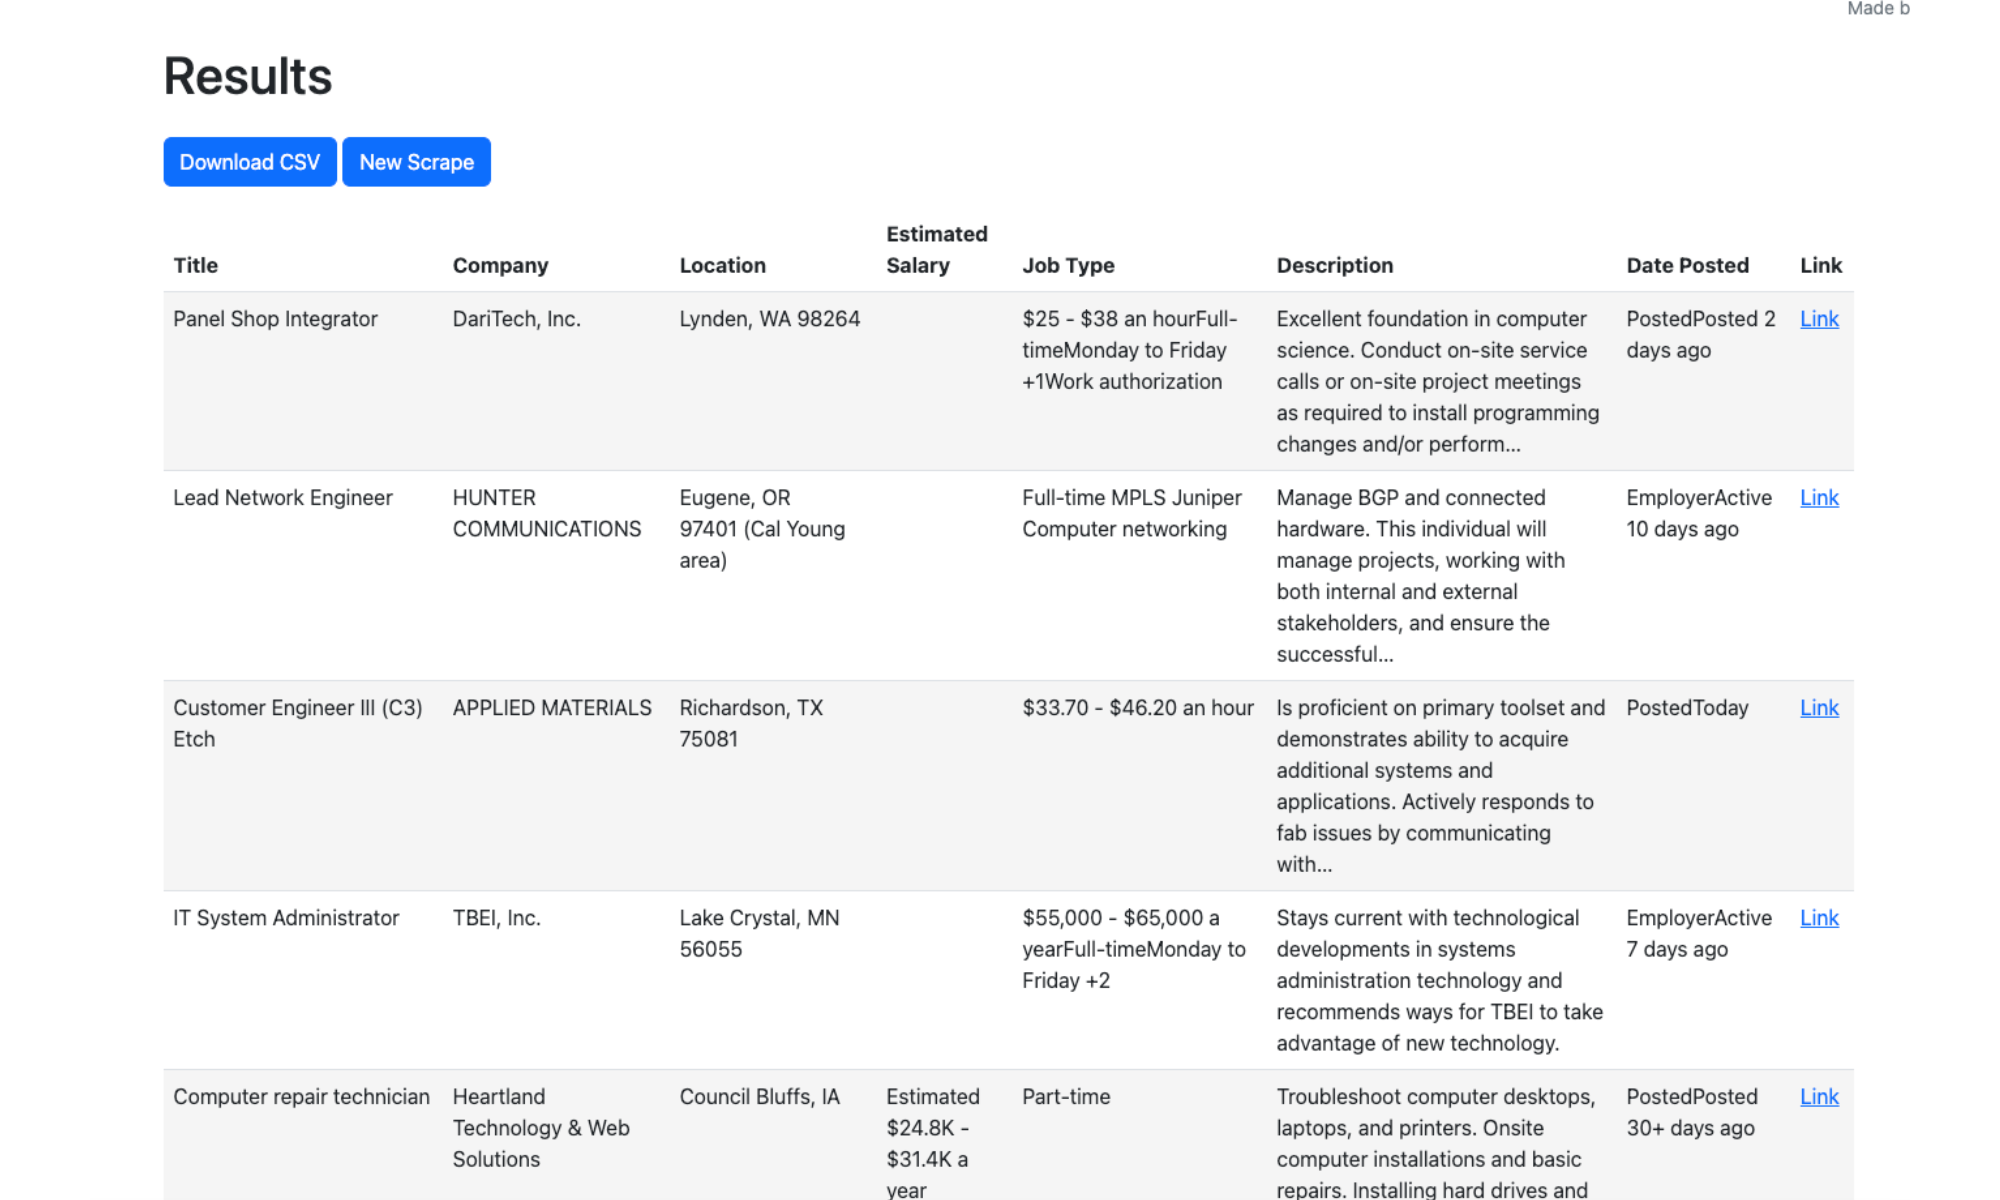 Made b
Results
Download CSV New Scrape
Title Company Location Estimated Salary Job Type Description Date Posted Link
Panel Shop Integrator
DariTech, Inc.
Lynden, WA 98264
$25 - $38 an hourFull-
timeMonday to Friday
+1Work authorization
Excellent foundation in computer
science. Conduct on-site service
calls or on-site project meetings
as required to install programming
changes and/or perform...
PostedPosted 2
days ago
Link
Lead Network Engineer
HUNTER
COMMUNICATIONS
Eugene, OR
97401 (Cal Young
area)
Full-time MPLS Juniper
Computer networking
Manage BGP and connected
hardware. This individual will
manage projects, working with
both internal and external
stakeholders, and ensure the
successful...
EmployerActive
10 days ago
Link
Customer Engineer III (C3)
Etch
APPLIED MATERIALS
Richardson, TX
75081
$33.70 - $46.20 an hour
Is proficient on primary toolset and
demonstrates ability to acquire
additional systems and
applications. Actively responds to
fab issues by communicating
with...
PostedToday
Link
IT System Administrator
TBEI, Inc.
Lake Crystal, MN
56055
$55,000 - $65,000 a
yearFull-timeMonday to
Friday +2
Stays current with technological
developments in systems
administration technology and
recommends ways for TBEI to take
advantage of new technology.
EmployerActive
7 days ago
Link
Computer repair technician
Heartland
Technology & Web
Solutions
Council Bluffs, IA
Estimated
$24.8K -
$31.4K a
year
Part-time
Troubleshoot computer desktops,
laptops, and printers. Onsite
computer installations and basic
repairs. Installing hard drives and
PostedPosted
30+ days ago
Link